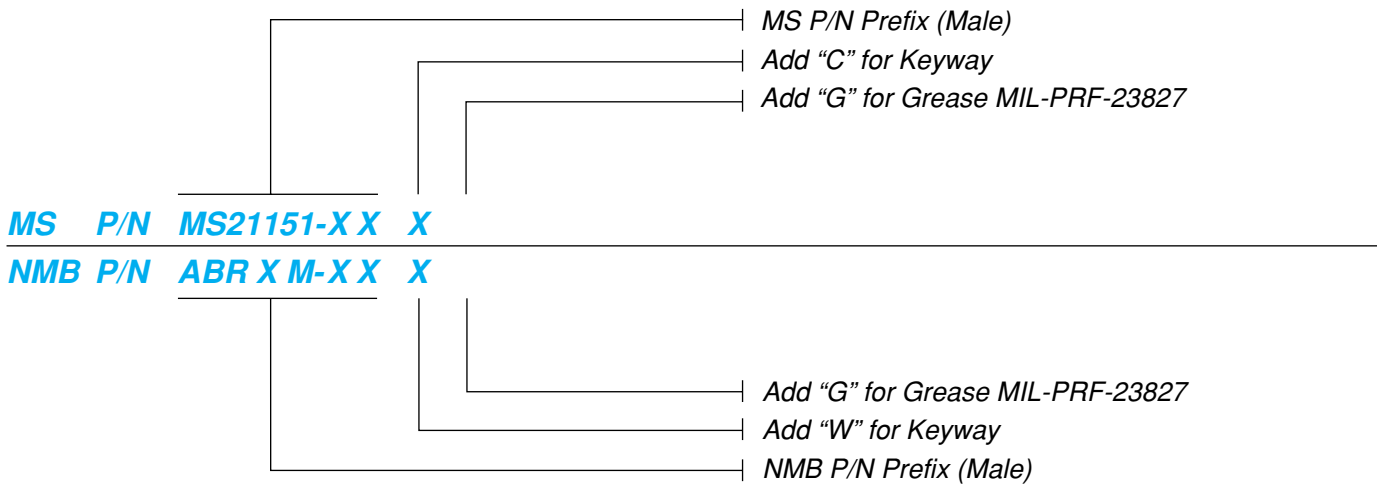 MS P/N Prefix (Male)
Add “C” for Keyway
Add “G” for Grease MIL-PRF-23827
MS P/N MS21151-X X X
NMB P/N ABR X M-X X X
Add “G” for Grease MIL-PRF-23827
Add “W” for Keyway
NMB P/N Prefix (Male)